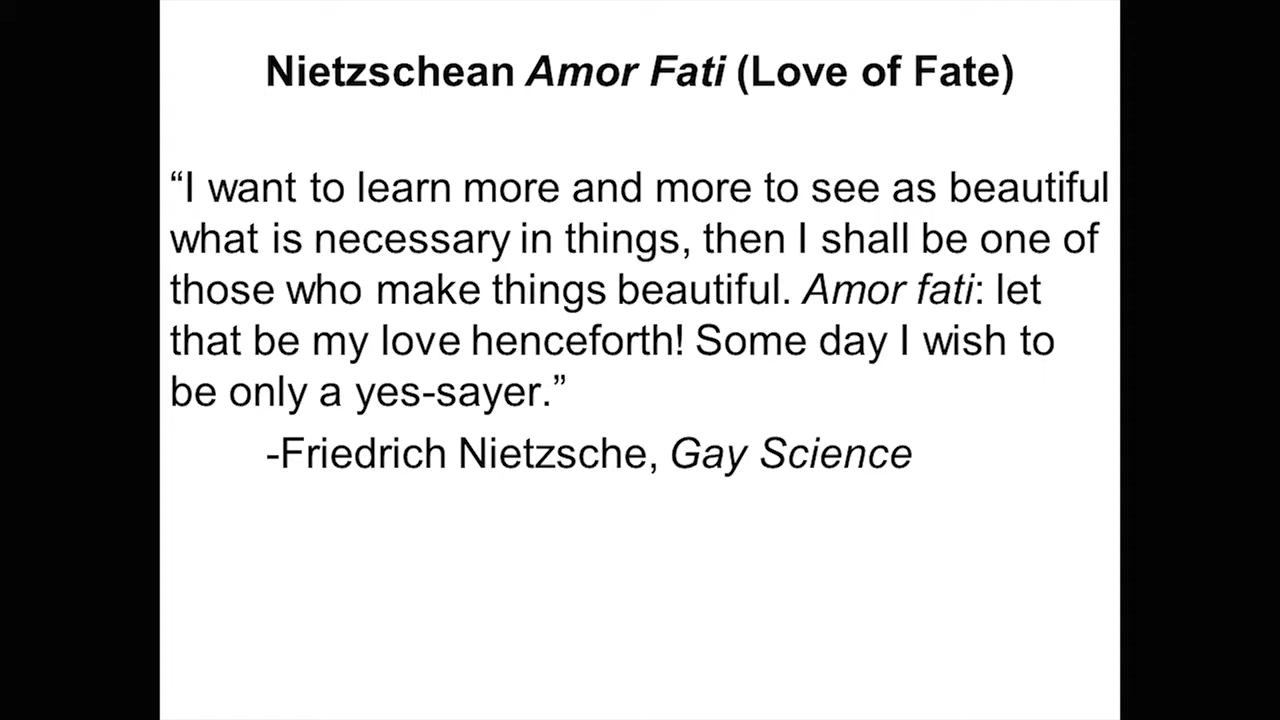 Nietzschean Amor Fati (Love of Fate)
“I want to learn more and more to see as beautiful
what is necessary in things, then I shall be one of
those who make things beautiful. Amor fati: let
that be my love henceforth! Some day I wish to
be only a yes-sayer.”
-Friedrich Nietzsche, Gay Science